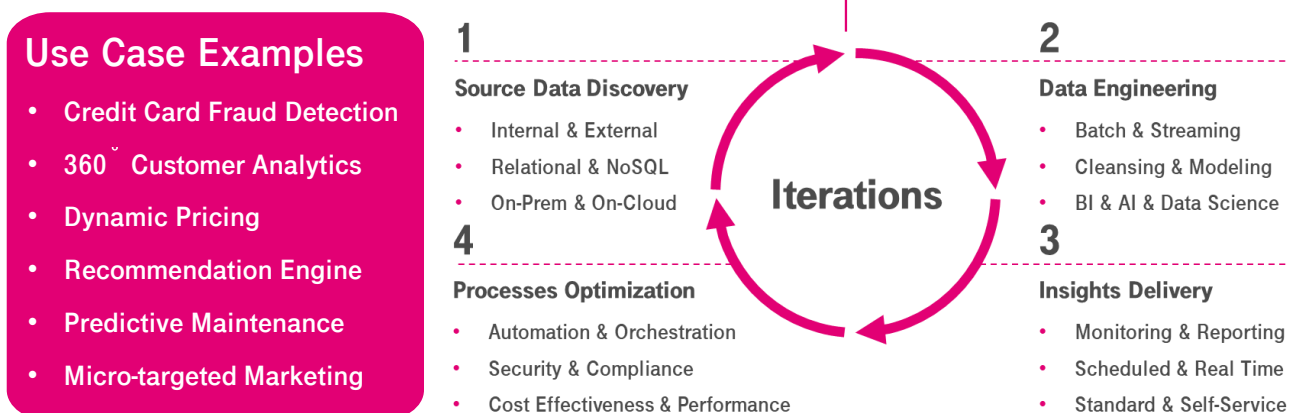 Use Case Examples
• Credit Card Fraud Detection
• 360˘ Customer Analytics
• Dynamic Pricing
• Recommendation Engine
• Predictive Maintenance
• Micro-targeted Marketing
1
Source Data Discovery
• Internal & External
• Relational & NoSQL
• On-Prem & On-Cloud
Iterations
2
Data Engineering
• Batch & Streaming
• Cleansing & Modeling
• BI & AI & Data Science
3
Insights Delivery
• Monitoring & Reporting
• Scheduled & Real Time
• Standard & Self-Service
4
Processes Optimization
• Automation & Orchestration
• Security & Compliance
• Cost Effectiveness & Performance